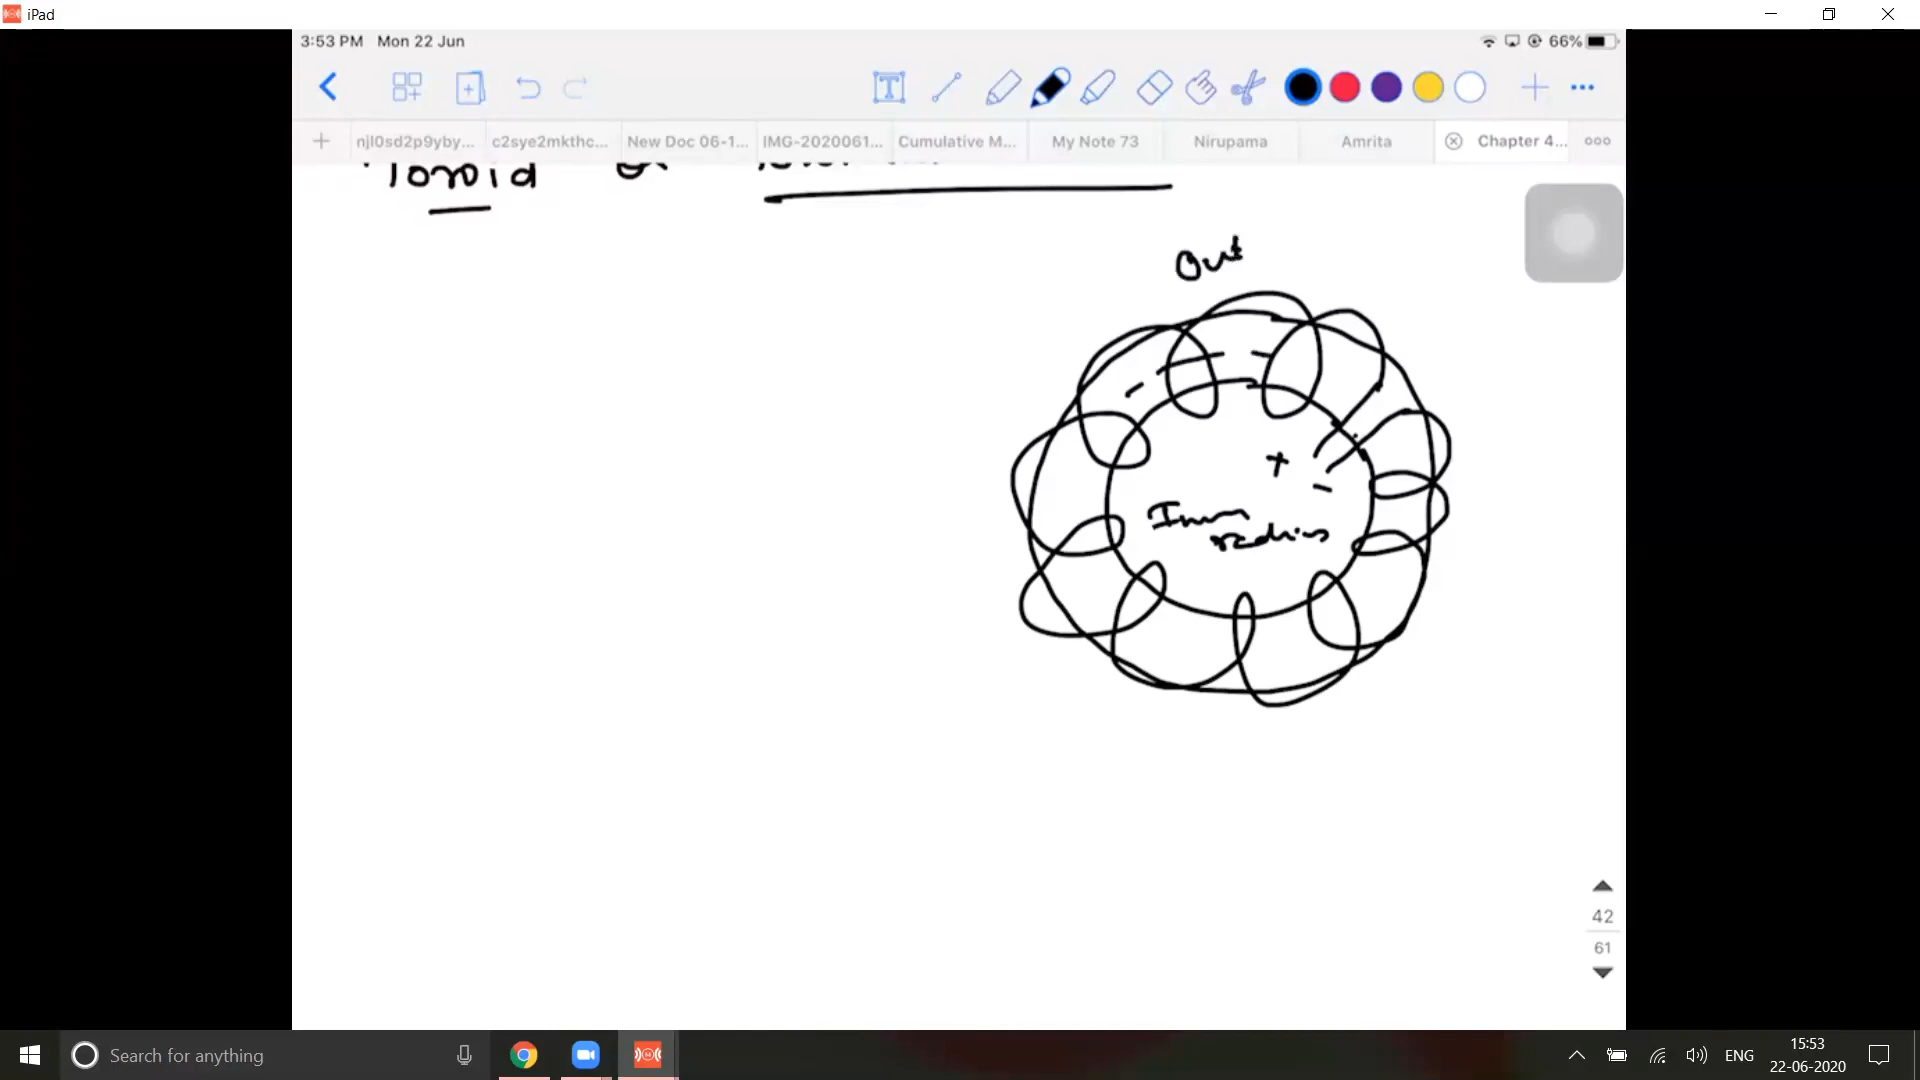 iPad
3:53 PM Mon 22 Jun
66%
njl0sd2p9yby... c2sye2mkthc... New Doc 06-1... IMG-2020061... Cumulative M... My Note 73 Nirupama Amrita Chapter 4...
Toroid
Out
+
-
radius
42
61
Search for anything
ENG
15:53
22-06-2020